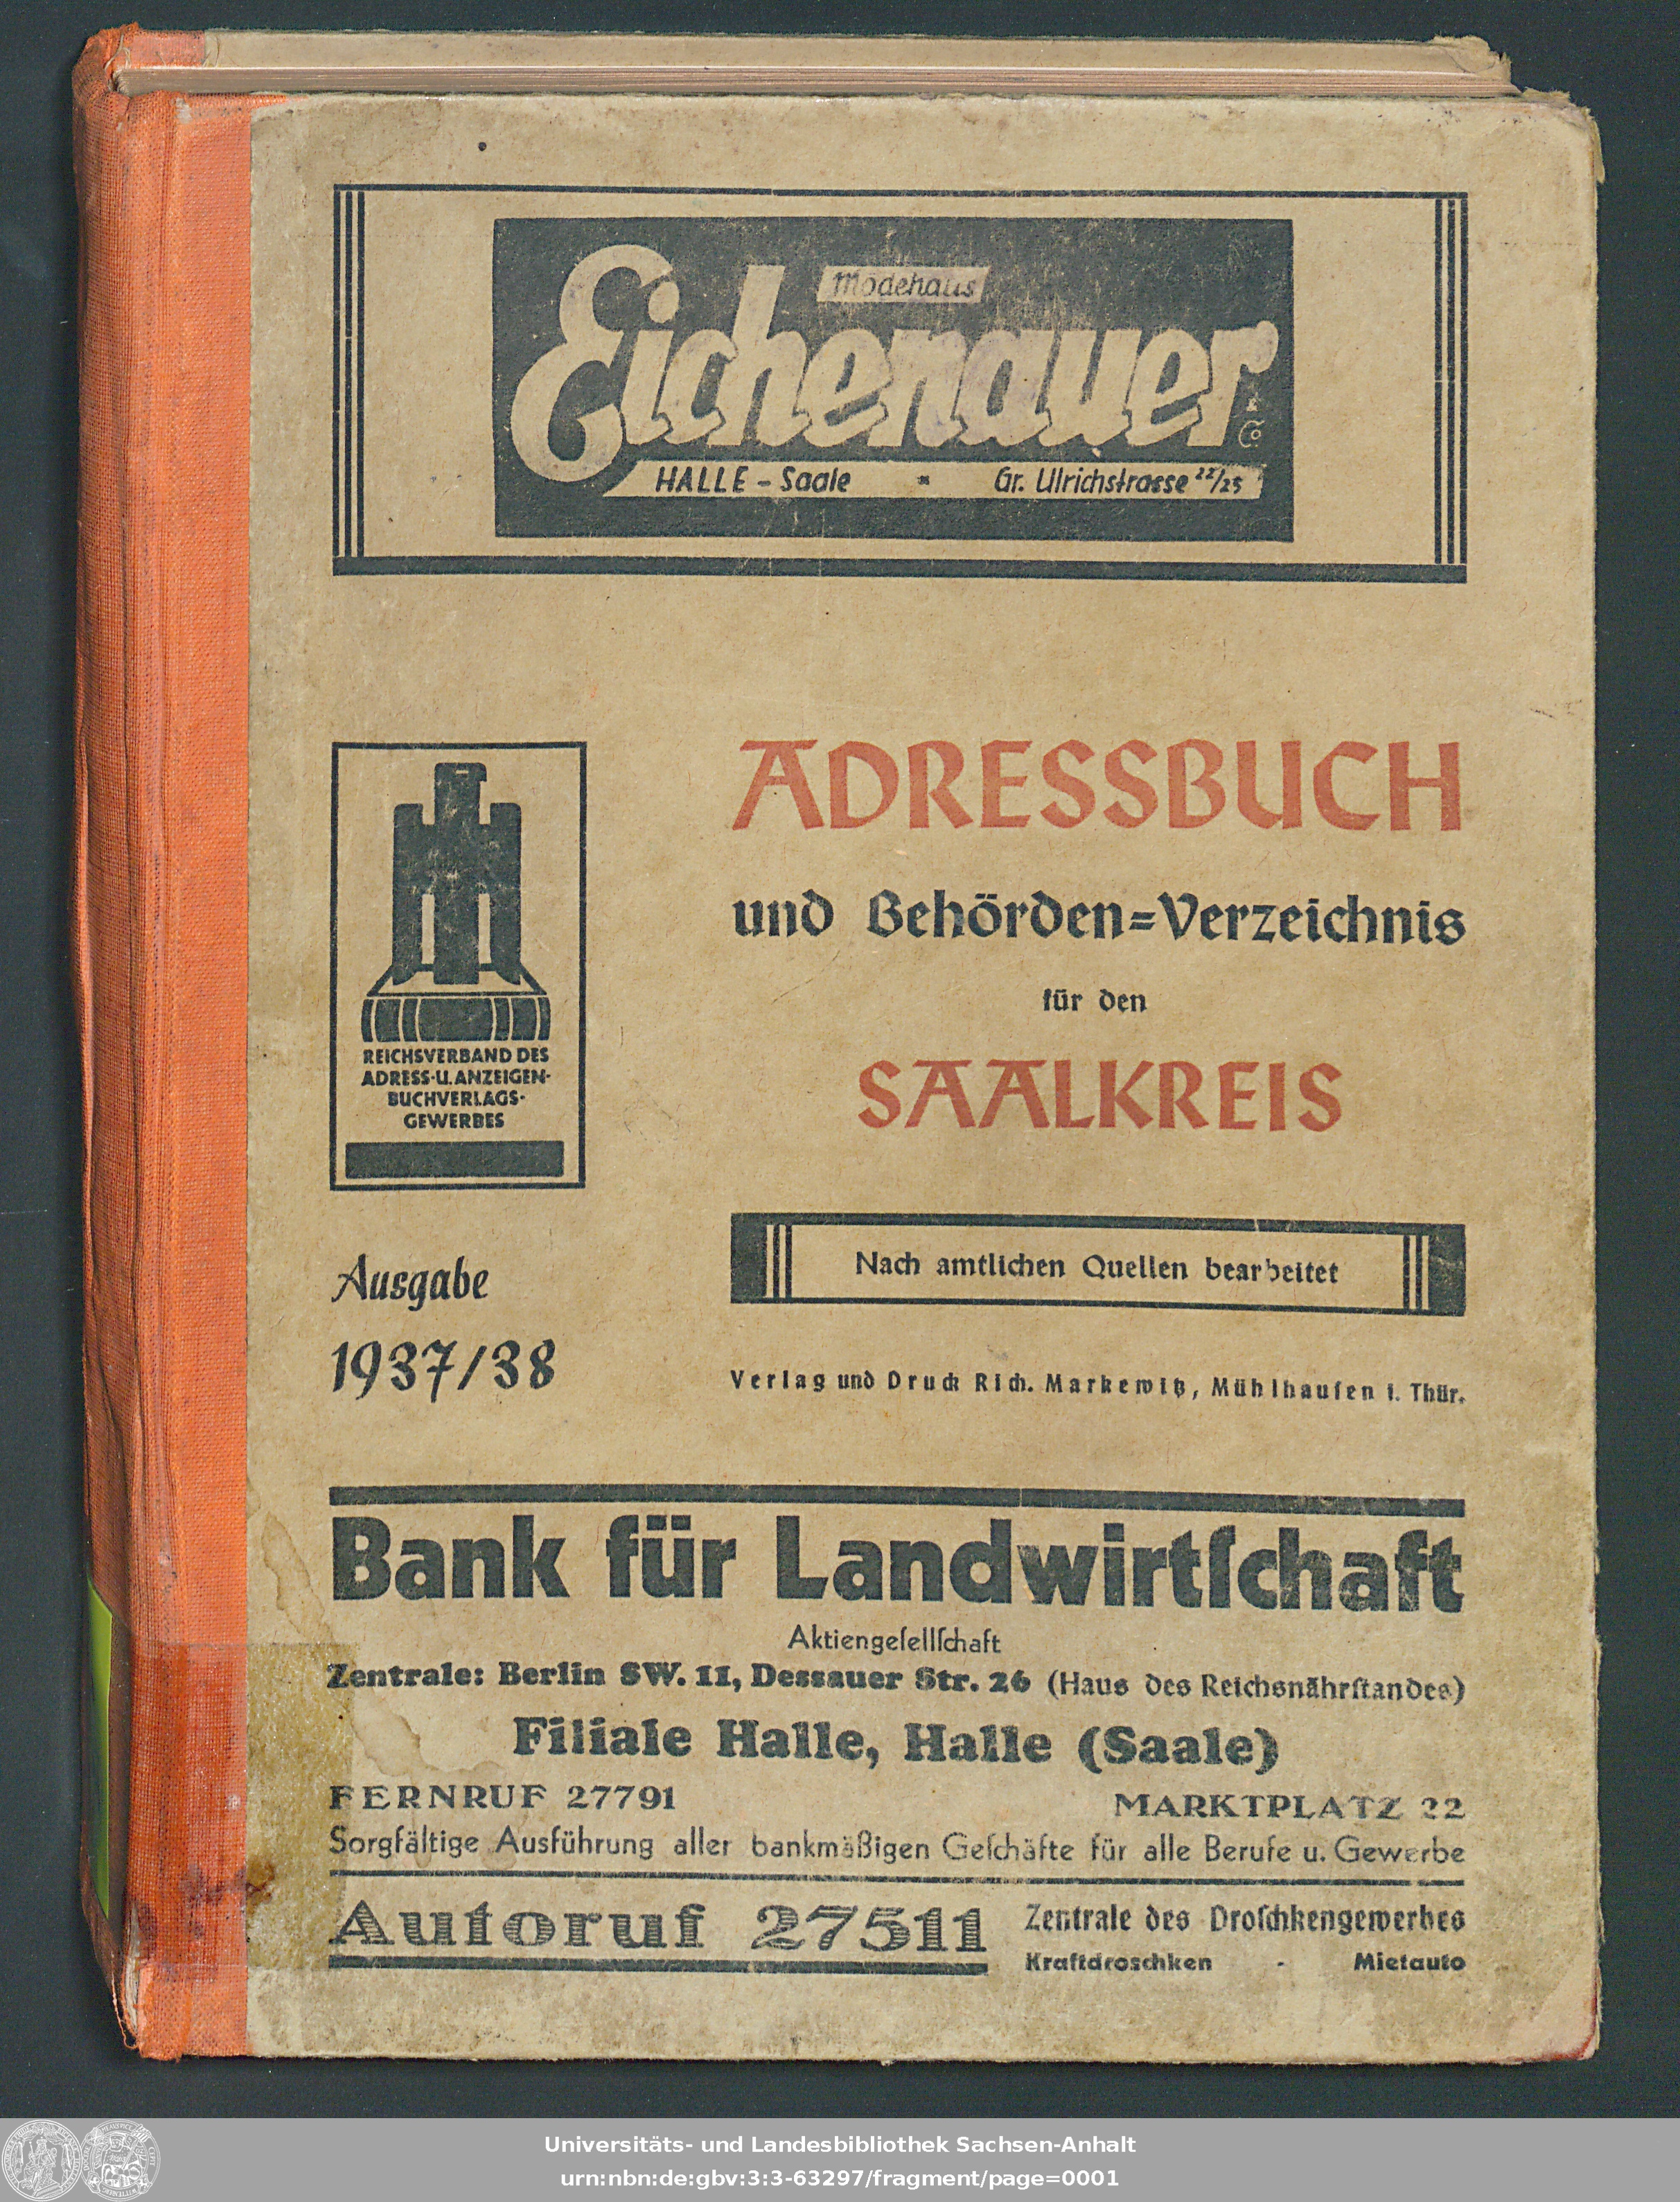 Modehaus
Eichenauer
& Co.
HALLE - Saale * Gr. Ulrichstrasse 22/25
ADRESSBUCH
und Behörden=Verzeichnis
für den
SAALKREIS
REICHSVERBAND DES
ADRESS-U. ANZEIGEN-
BUCHVERLAGS-
GEWERBES
Ausgabe
1937/38
Nach amtlichen Quellen bearbeitet
Verlag und Druck Rich. Markewitz, Mühlhauſen i. Thür.
Bank für Landwirtſchaft
Aktiengeſellſchaft
Zentrale: Berlin SW. 11, Dessauer Str. 26 (Haus des Reichsnährſtandes)
Filiale Halle, Halle (Saale)
FERNRUF 27791 MARKTPLATZ 22
Sorgfältige Ausführung aller bankmäßigen Geſchäfte für alle Berufe u. Gewerbe
Autoruf 27511
Zentrale des Droſchkengewerbes
Kraftdroschken - Mietauto
Universitäts- und Landesbibliothek Sachsen-Anhalt
urn:nbn:de:gbv:3:3-63297/fragment/page=0001